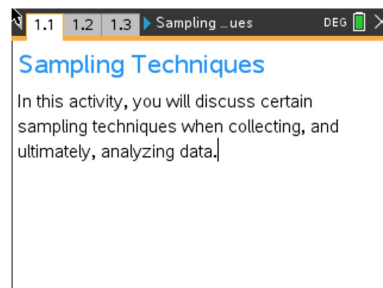 1.1 1.2 1.3 Sampling ...ues DEG
Sampling Techniques
In this activity, you will discuss certain
sampling techniques when collecting, and
ultimately, analyzing data.